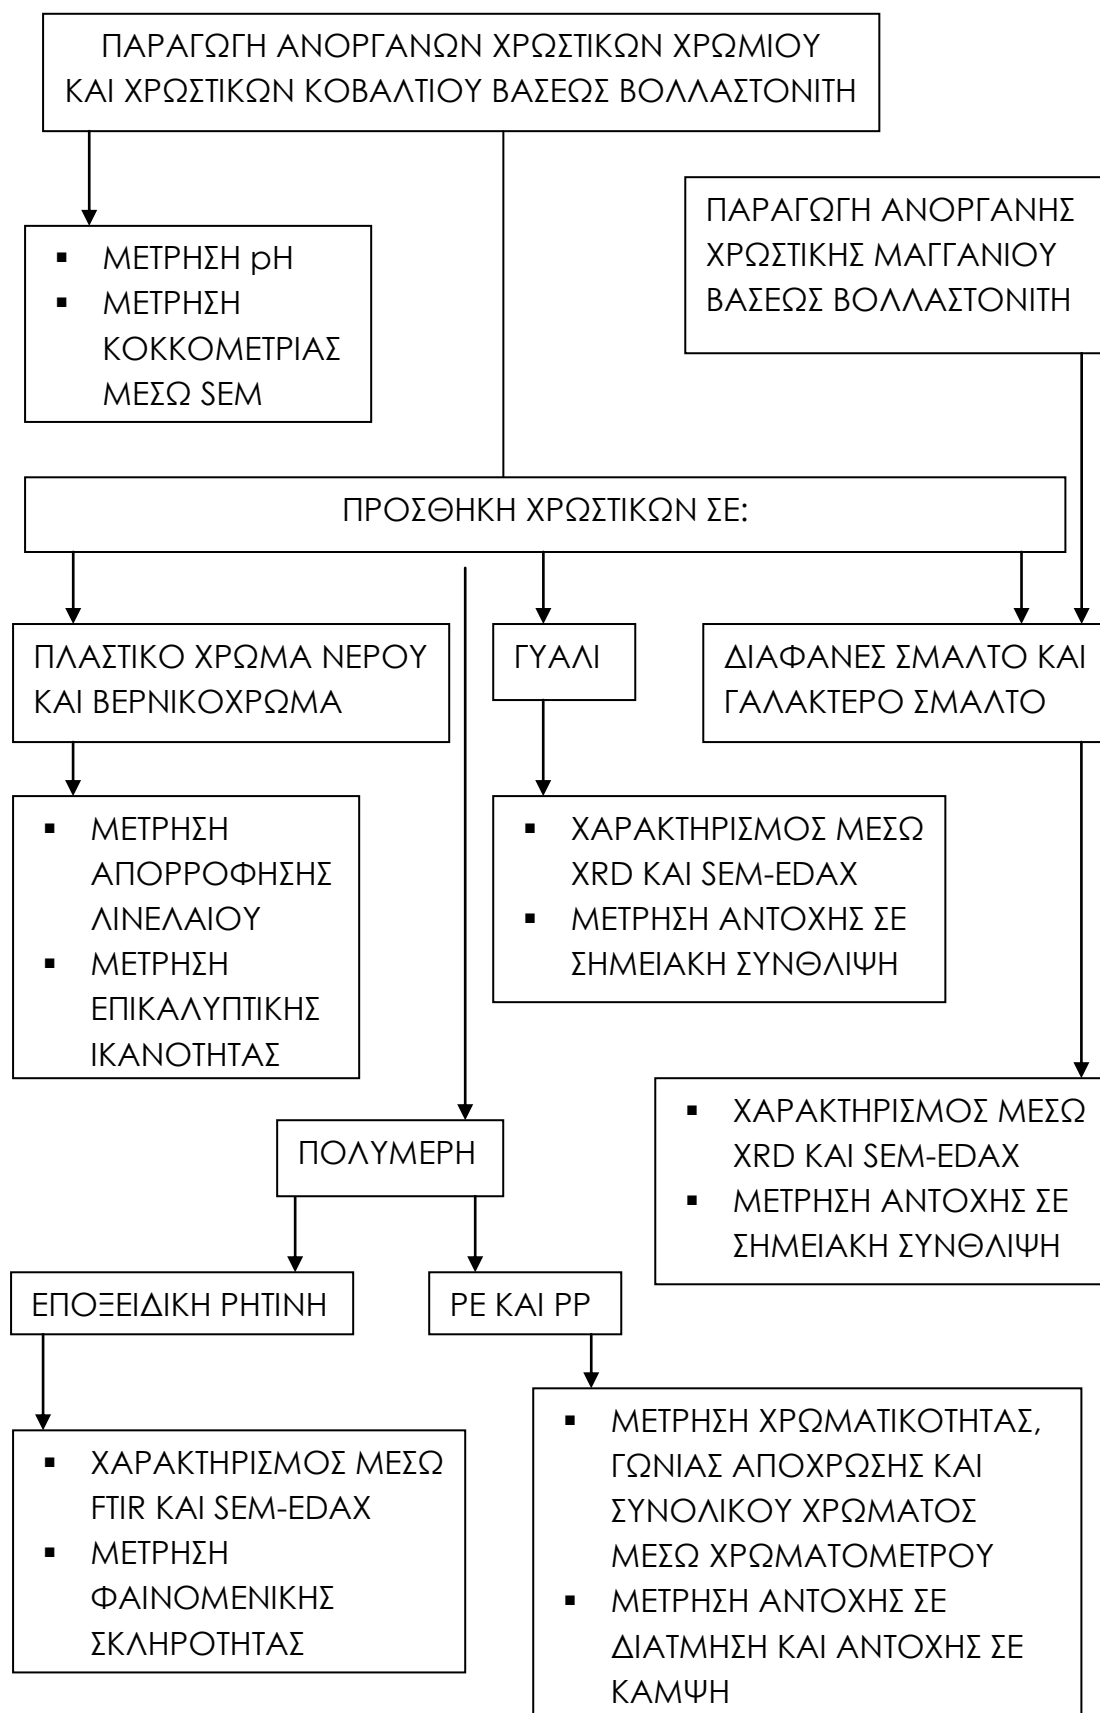 ΠΑΡΑΓΩΓΗ ΑΝΟΡΓΑΝΩΝ ΧΡΩΣΤΙΚΩΝ ΧΡΩΜΙΟΥ
ΚΑΙ ΧΡΩΣΤΙΚΩΝ ΚΟΒΑΛΤΙΟΥ ΒΑΣΕΩΣ ΒΟΛΛΑΣΤΟΝΙΤΗ
ΠΑΡΑΓΩΓΗ ΑΝΟΡΓΑΝΗΣ
ΧΡΩΣΤΙΚΗΣ ΜΑΓΓΑΝΙΟΥ
ΒΑΣΕΩΣ ΒΟΛΛΑΣΤΟΝΙΤΗ
▪ ΜΕΤΡΗΣΗ pH
▪ ΜΕΤΡΗΣΗ
ΚΟΚΚΟΜΕΤΡΙΑΣ
ΜΕΣΩ SEM
ΠΡΟΣΘΗΚΗ ΧΡΩΣΤΙΚΩΝ ΣΕ:
ΠΛΑΣΤΙΚΟ ΧΡΩΜΑ ΝΕΡΟΥ
ΚΑΙ ΒΕΡΝΙΚΟΧΡΩΜΑ
ΓΥΑΛΙ
ΔΙΑΦΑΝΕΣ ΣΜΑΛΤΟ ΚΑΙ
ΓΑΛΑΚΤΕΡΟ ΣΜΑΛΤΟ
▪ ΜΕΤΡΗΣΗ
ΑΠΟΡΡΟΦΗΣΗΣ
ΛΙΝΕΛΑΙΟΥ
▪ ΜΕΤΡΗΣΗ
ΕΠΙΚΑΛΥΠΤΙΚΗΣ
ΙΚΑΝΟΤΗΤΑΣ
▪ ΧΑΡΑΚΤΗΡΙΣΜΟΣ ΜΕΣΩ
XRD ΚΑΙ SEM-EDAX
▪ ΜΕΤΡΗΣΗ ΑΝΤΟΧΗΣ ΣΕ
ΣΗΜΕΙΑΚΗ ΣΥΝΘΛΙΨΗ
▪ ΧΑΡΑΚΤΗΡΙΣΜΟΣ ΜΕΣΩ
XRD ΚΑΙ SEM-EDAX
▪ ΜΕΤΡΗΣΗ ΑΝΤΟΧΗΣ ΣΕ
ΣΗΜΕΙΑΚΗ ΣΥΝΘΛΙΨΗ
ΠΟΛΥΜΕΡΗ
ΕΠΟΞΕΙΔΙΚΗ ΡΗΤΙΝΗ
PE ΚΑΙ PP
▪ ΧΑΡΑΚΤΗΡΙΣΜΟΣ ΜΕΣΩ
FTIR ΚΑΙ SEM-EDAX
▪ ΜΕΤΡΗΣΗ
ΦΑΙΝΟΜΕΝΙΚΗΣ
ΣΚΛΗΡΟΤΗΤΑΣ
▪ ΜΕΤΡΗΣΗ ΧΡΩΜΑΤΙΚΟΤΗΤΑΣ,
ΓΩΝΙΑΣ ΑΠΟΧΡΩΣΗΣ ΚΑΙ
ΣΥΝΟΛΙΚΟΥ ΧΡΩΜΑΤΟΣ
ΜΕΣΩ ΧΡΩΜΑΤΟΜΕΤΡΟΥ
▪ ΜΕΤΡΗΣΗ ΑΝΤΟΧΗΣ ΣΕ
ΔΙΑΤΜΗΣΗ ΚΑΙ ΑΝΤΟΧΗΣ ΣΕ
ΚΑΜΨΗ